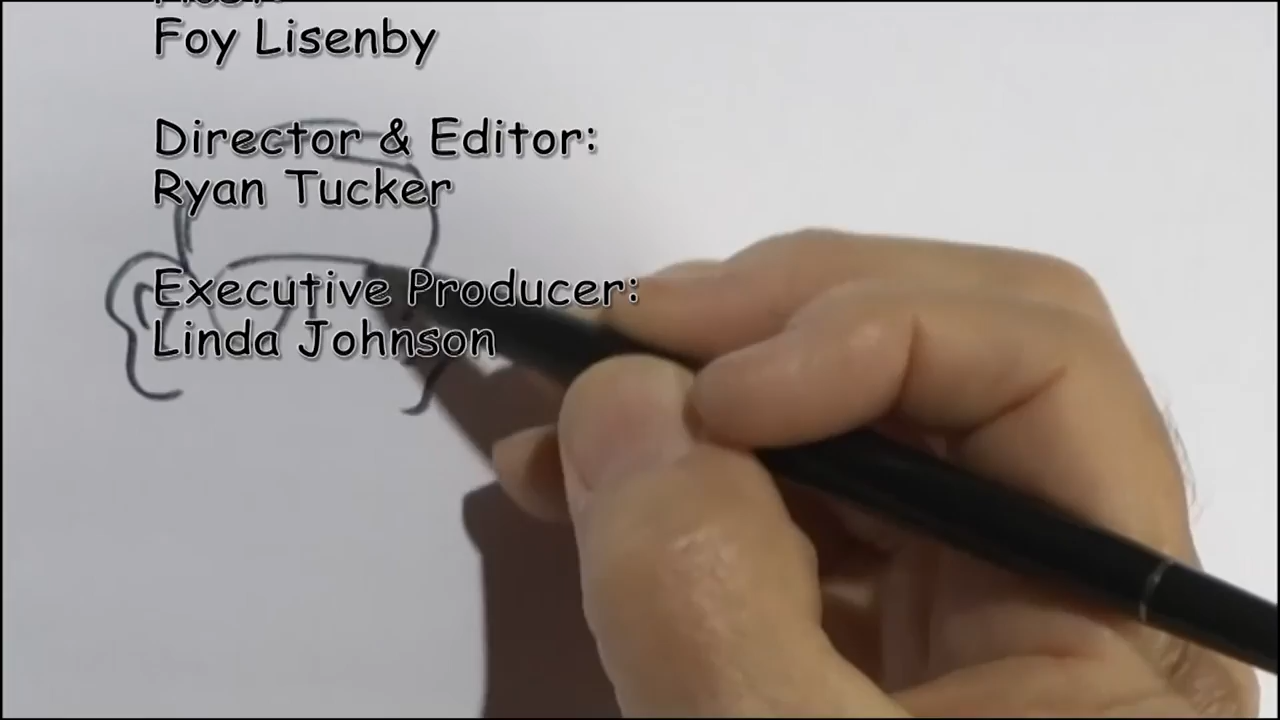 Foy Lisenby
Director & Editor:
Ryan Tucker
Executive Producer:
Linda Johnson